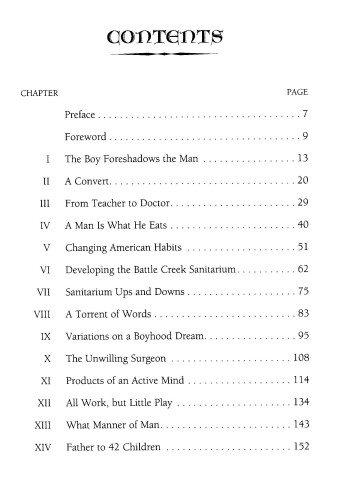 CONTENTS
CHAPTER PAGE
Preface . . . . . . . . . . . . . . . . . . . . . . . . . . . . . . . . . . . . . 7
Foreword . . . . . . . . . . . . . . . . . . . . . . . . . . . . . . . . . . . 9
I The Boy Foreshadows the Man . . . . . . . . . . . . . . . . . 13
II A Convert. . . . . . . . . . . . . . . . . . . . . . . . . . . . . . . . . . 20
III From Teacher to Doctor. . . . . . . . . . . . . . . . . . . . . . . 29
IV A Man Is What He Eats . . . . . . . . . . . . . . . . . . . . . . . 40
V Changing American Habits . . . . . . . . . . . . . . . . . . . . 51
VI Developing the Battle Creek Sanitarium. . . . . . . . . . . 62
VII Sanitarium Ups and Downs . . . . . . . . . . . . . . . . . . . . 75
VIII A Torrent of Words . . . . . . . . . . . . . . . . . . . . . . . . . . 83
IX Variations on a Boyhood Dream. . . . . . . . . . . . . . . . . 95
X The Unwilling Surgeon . . . . . . . . . . . . . . . . . . . . . . 108
XI Products of an Active Mind . . . . . . . . . . . . . . . . . . . 114
XII All Work, but Little Play . . . . . . . . . . . . . . . . . . . . . 134
XIII What Manner of Man. . . . . . . . . . . . . . . . . . . . . . . . 143
XIV Father to 42 Children . . . . . . . . . . . . . . . . . . . . . . . 152